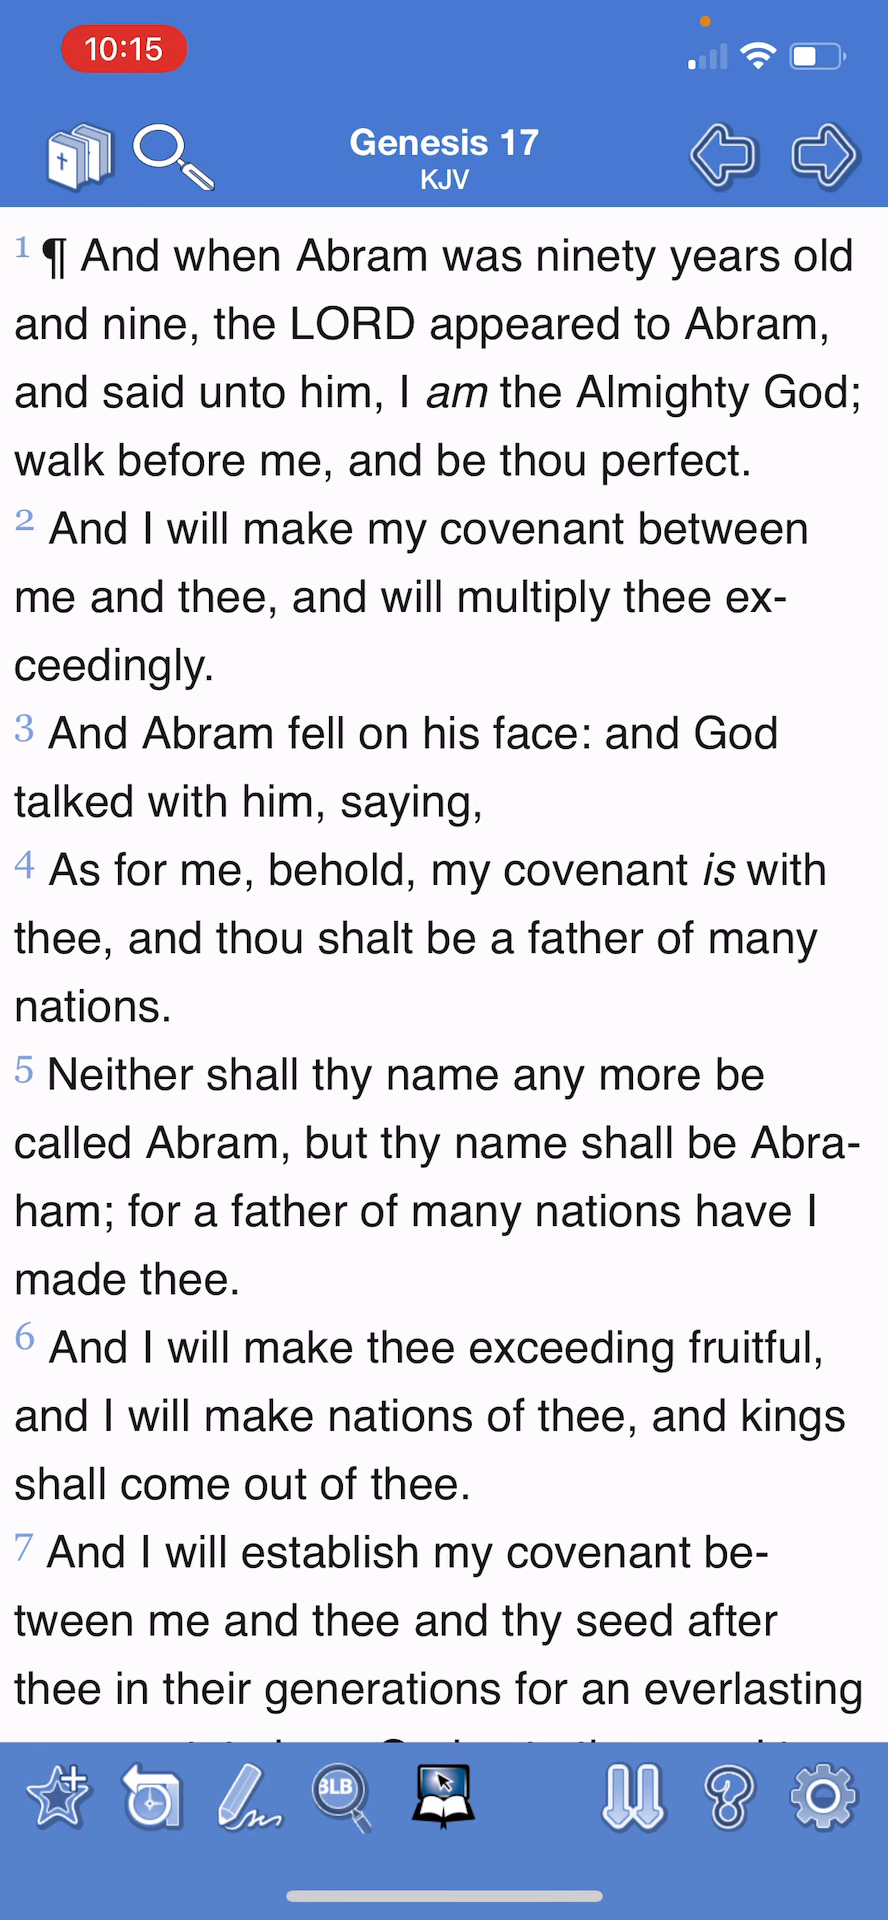 10:15
Genesis 17
KJV
1 ¶ And when Abram was ninety years old
and nine, the LORD appeared to Abram,
and said unto him, I am the Almighty God;
walk before me, and be thou perfect.
2 And I will make my covenant between
me and thee, and will multiply thee ex-
ceedingly.
3 And Abram fell on his face: and God
talked with him, saying,
4 As for me, behold, my covenant is with
thee, and thou shalt be a father of many
nations.
5 Neither shall thy name any more be
called Abram, but thy name shall be Abra-
ham; for a father of many nations have I
made thee.
6 And I will make thee exceeding fruitful,
and I will make nations of thee, and kings
shall come out of thee.
7 And I will establish my covenant be-
tween me and thee and thy seed after
thee in their generations for an everlasting
BLB